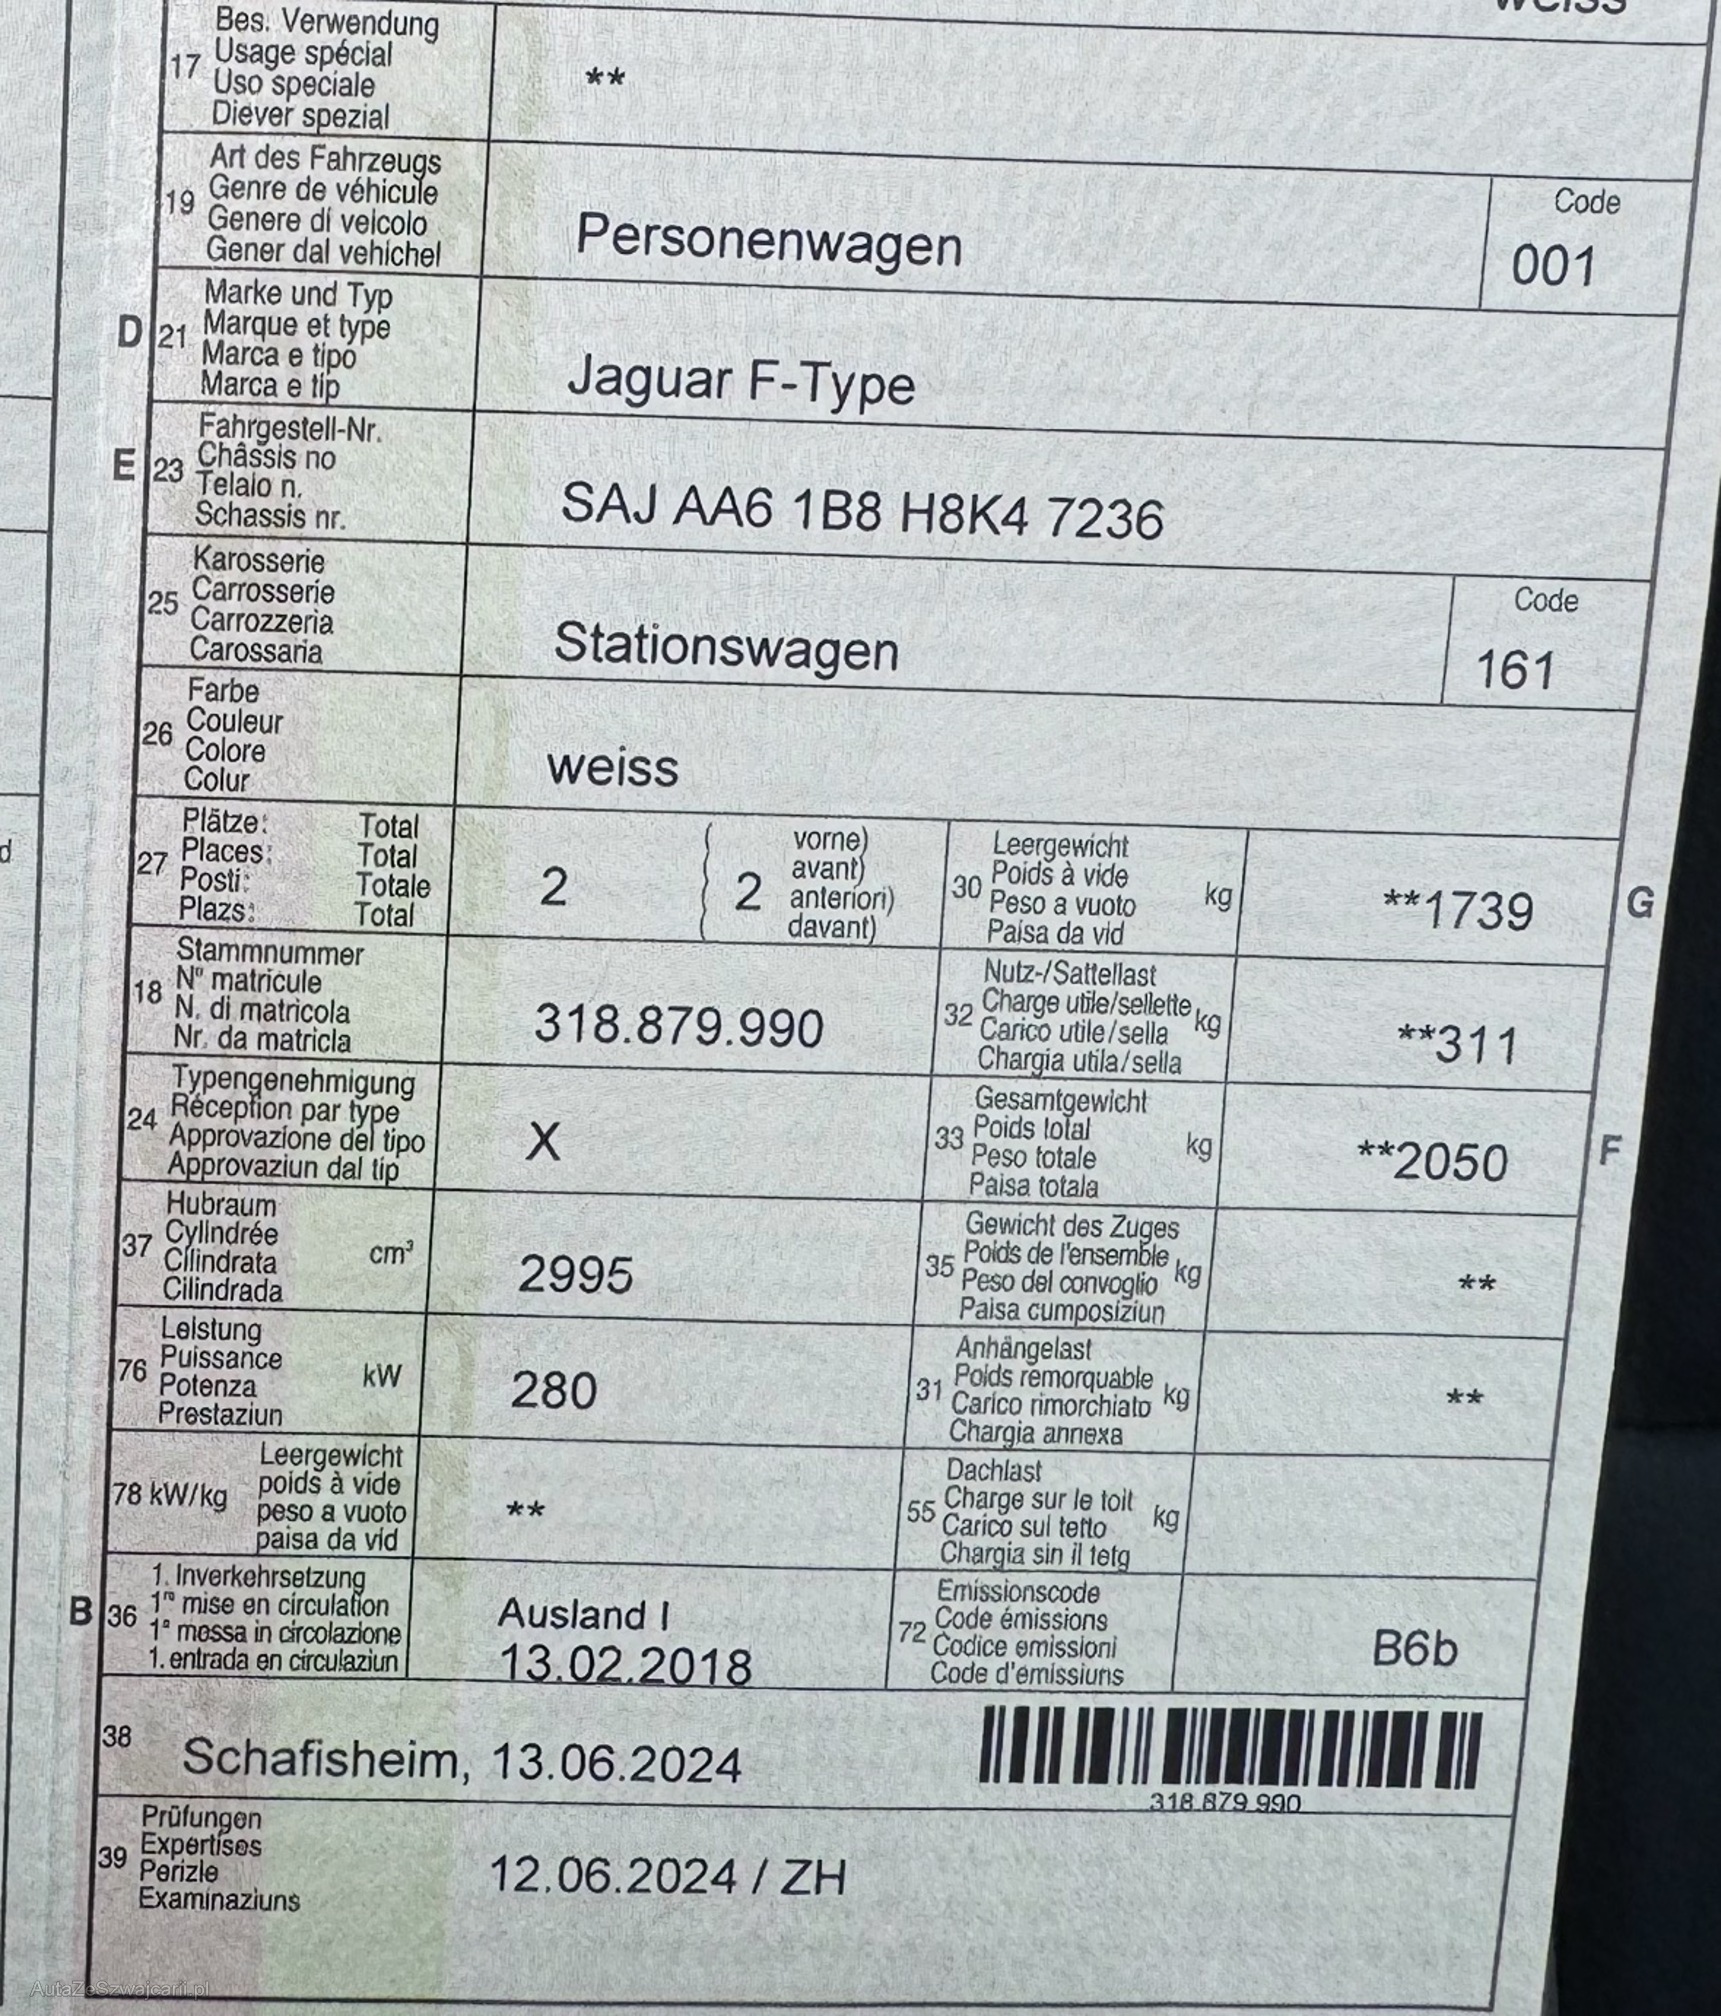 weiss
Bes. Verwendung
17 Usage spécial **
Uso speciale
Diever spezial
Art des Fahrzeugs
19 Genre de véhicule Personenwagen Code
Genere di veicolo 001
Gener dal vehichel
Marke und Typ
D 21 Marque et type Jaguar F-Type
Marca e tipo
Marca e tip
Fahrgestell-Nr.
E 23 Châssis no SAJ AA6 1B8 H8K4 7236
Telaio n.
Schassis nr.
Karosserie
25 Carrosserie Stationswagen Code
Carrozzeria 161
Carossaria
Farbe
26 Couleur weiss
Colore
Colur
Plätze: Total
27 Places: Total 2 ( 2
Posti: Totale
Plazs: Total
vorne)
avant)
anteriori)
davant)
Leergewicht
30 Poids à vide kg **1739 G
Peso a vuoto
Paisa da vid
Stammnummer
18 Nº matricule 318.879.990
N. di matricola
Nr. da matricla
Nutz-/Sattellast
32 Charge utile/sellette kg **311
Carico utile/sella
Chargia utila/sella
Typengenehmigung
24 Réception par type X
Approvazione del tipo
Approvaziun dal tip
Gesamtgewicht
33 Poids total kg **2050 F
Peso totale
Paisa totala
Hubraum
37 Cylindrée cm³ 2995
Cilindrata
Cilindrada
Gewicht des Zuges
35 Poids de l'ensemble kg **
Peso del convoglio
Paisa cumposiziun
Leistung
76 Puissance kW 280
Potenza
Prestaziun
Anhängelast
31 Poids remorquable kg **
Carico rimorchiato
Chargia annexa
Leergewicht
78 kW/kg poids à vide **
peso a vuoto
paisa da vid
Dachlast
55 Charge sur le toit kg
Carico sul tetto
Chargia sin il tetg
1. Inverkehrsetzung
B 36 1re mise en circulation Ausland I
1a messa in circolazione 13.02.2018
1. entrada en circulaziun
Emissionscode
72 Code émissions B6b
Codice emissioni
Code d'emissiuns
38 Schafisheim, 13.06.2024
318.879.990
Prüfungen
39 Expertises 12.06.2024 / ZH
Perizie
Examinaziuns
AutaZeSzwajcarii.pl